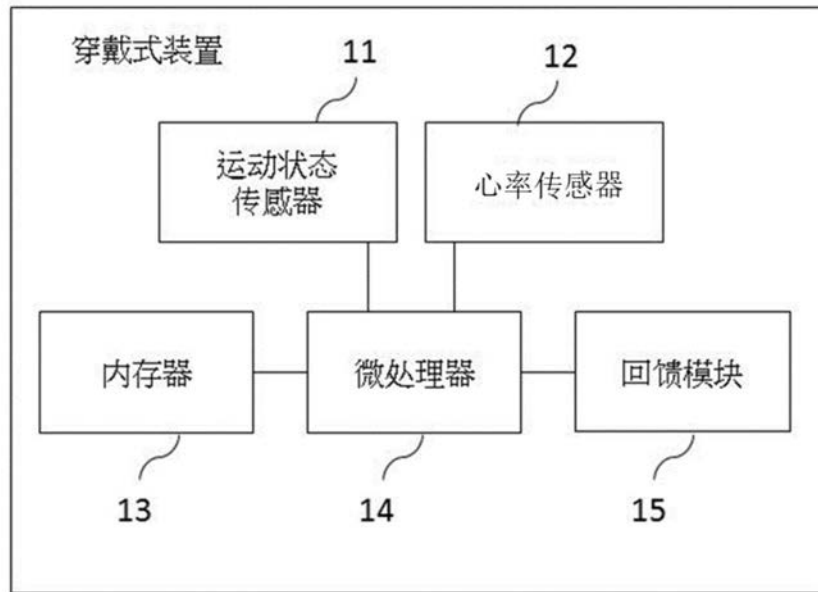 穿戴式装置
11
12
运动状态
传感器
心率传感器
内存器
微处理器
回馈模块
13
14
15